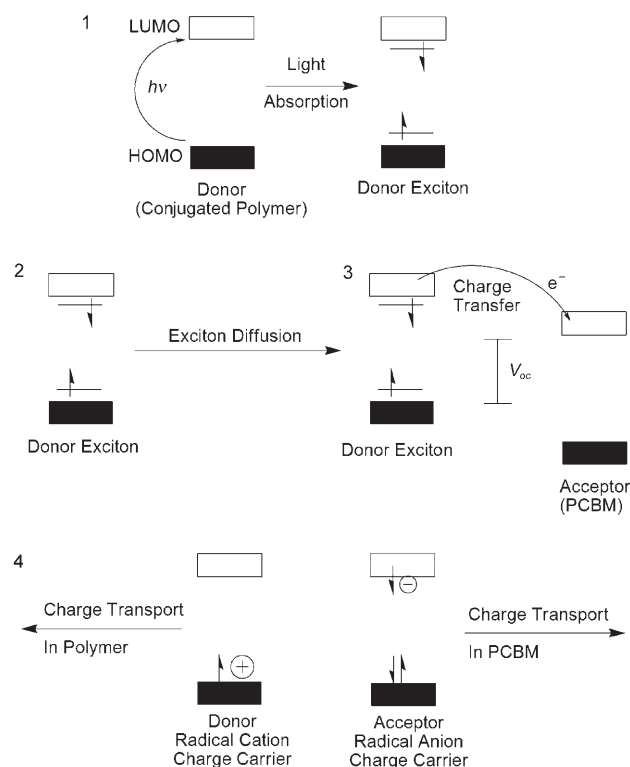 1
LUMO
hν
HOMO
Donor
(Conjugated Polymer)
Light
Absorption
Donor Exciton
2
Donor Exciton
Exciton Diffusion
3
Charge
Transfer
e⁻
Voc
Donor Exciton
Acceptor
(PCBM)
4
Charge Transport
In Polymer
+
Donor
Radical Cation
Charge Carrier
−
Acceptor
Radical Anion
Charge Carrier
Charge Transport
In PCBM